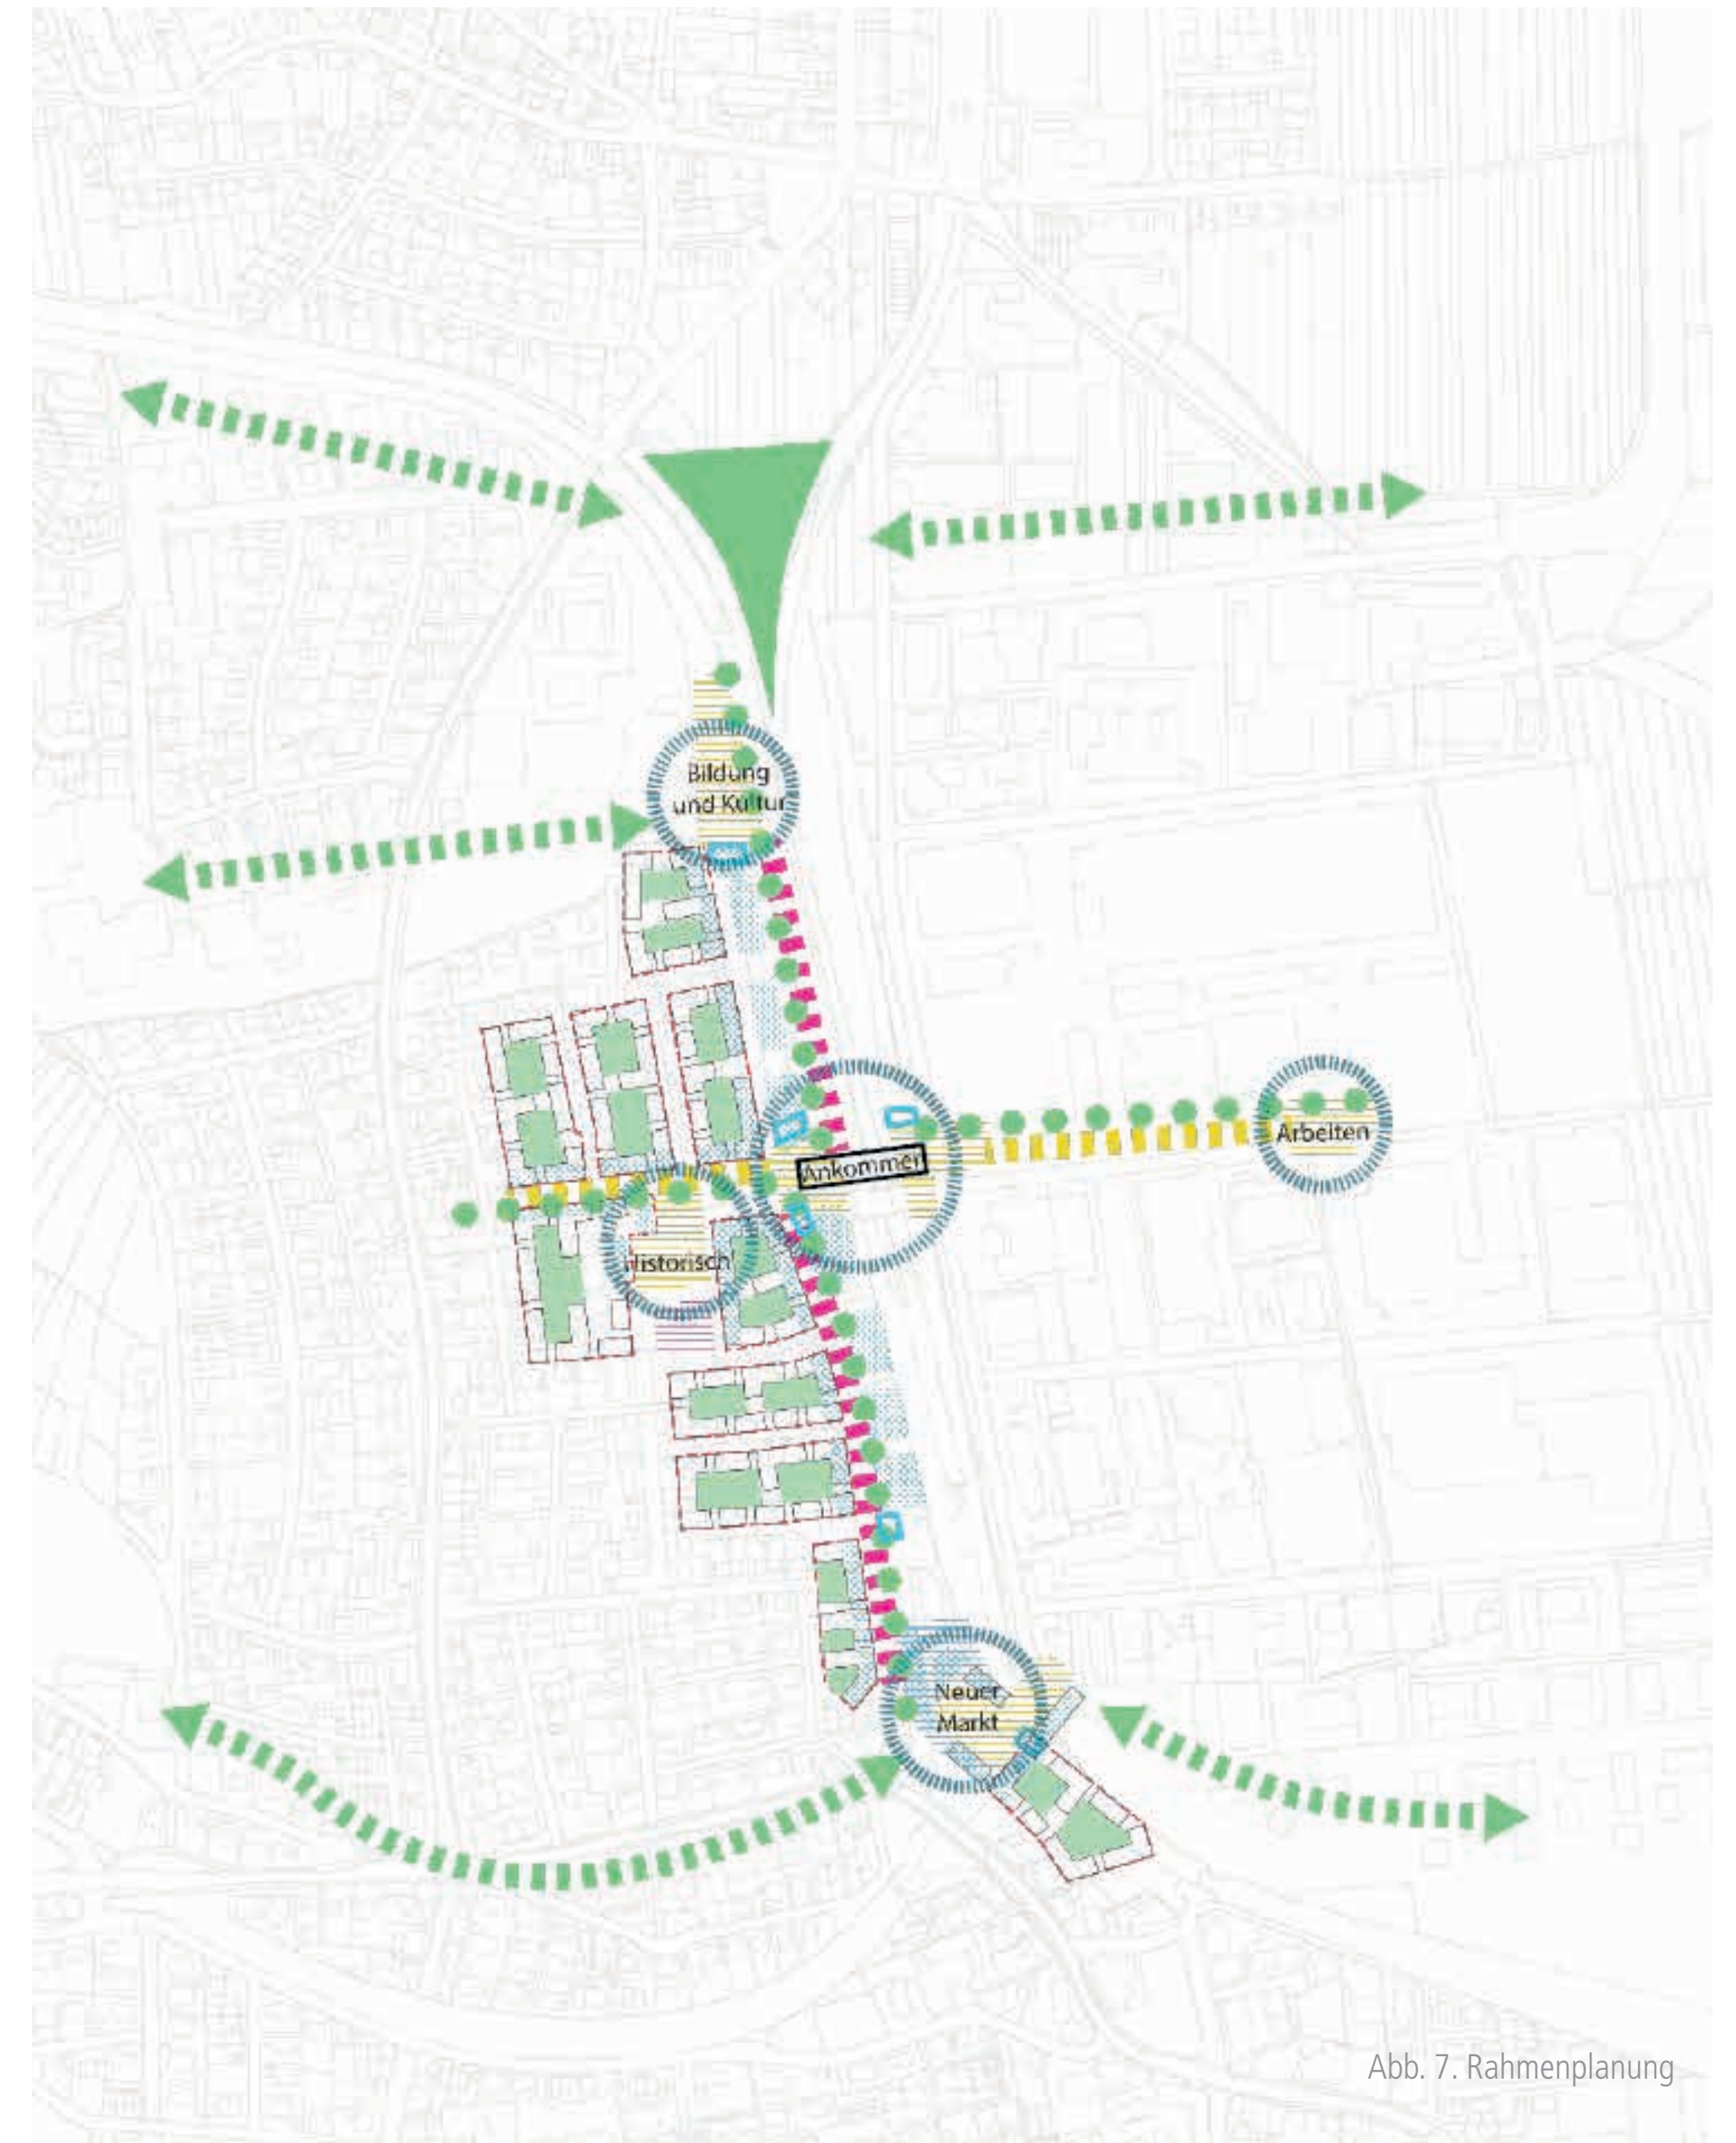 Bildung
und Kultur
Arbeiten
Ankommen
Historisch
Neuer
Markt
Abb. 7. Rahmenplanung